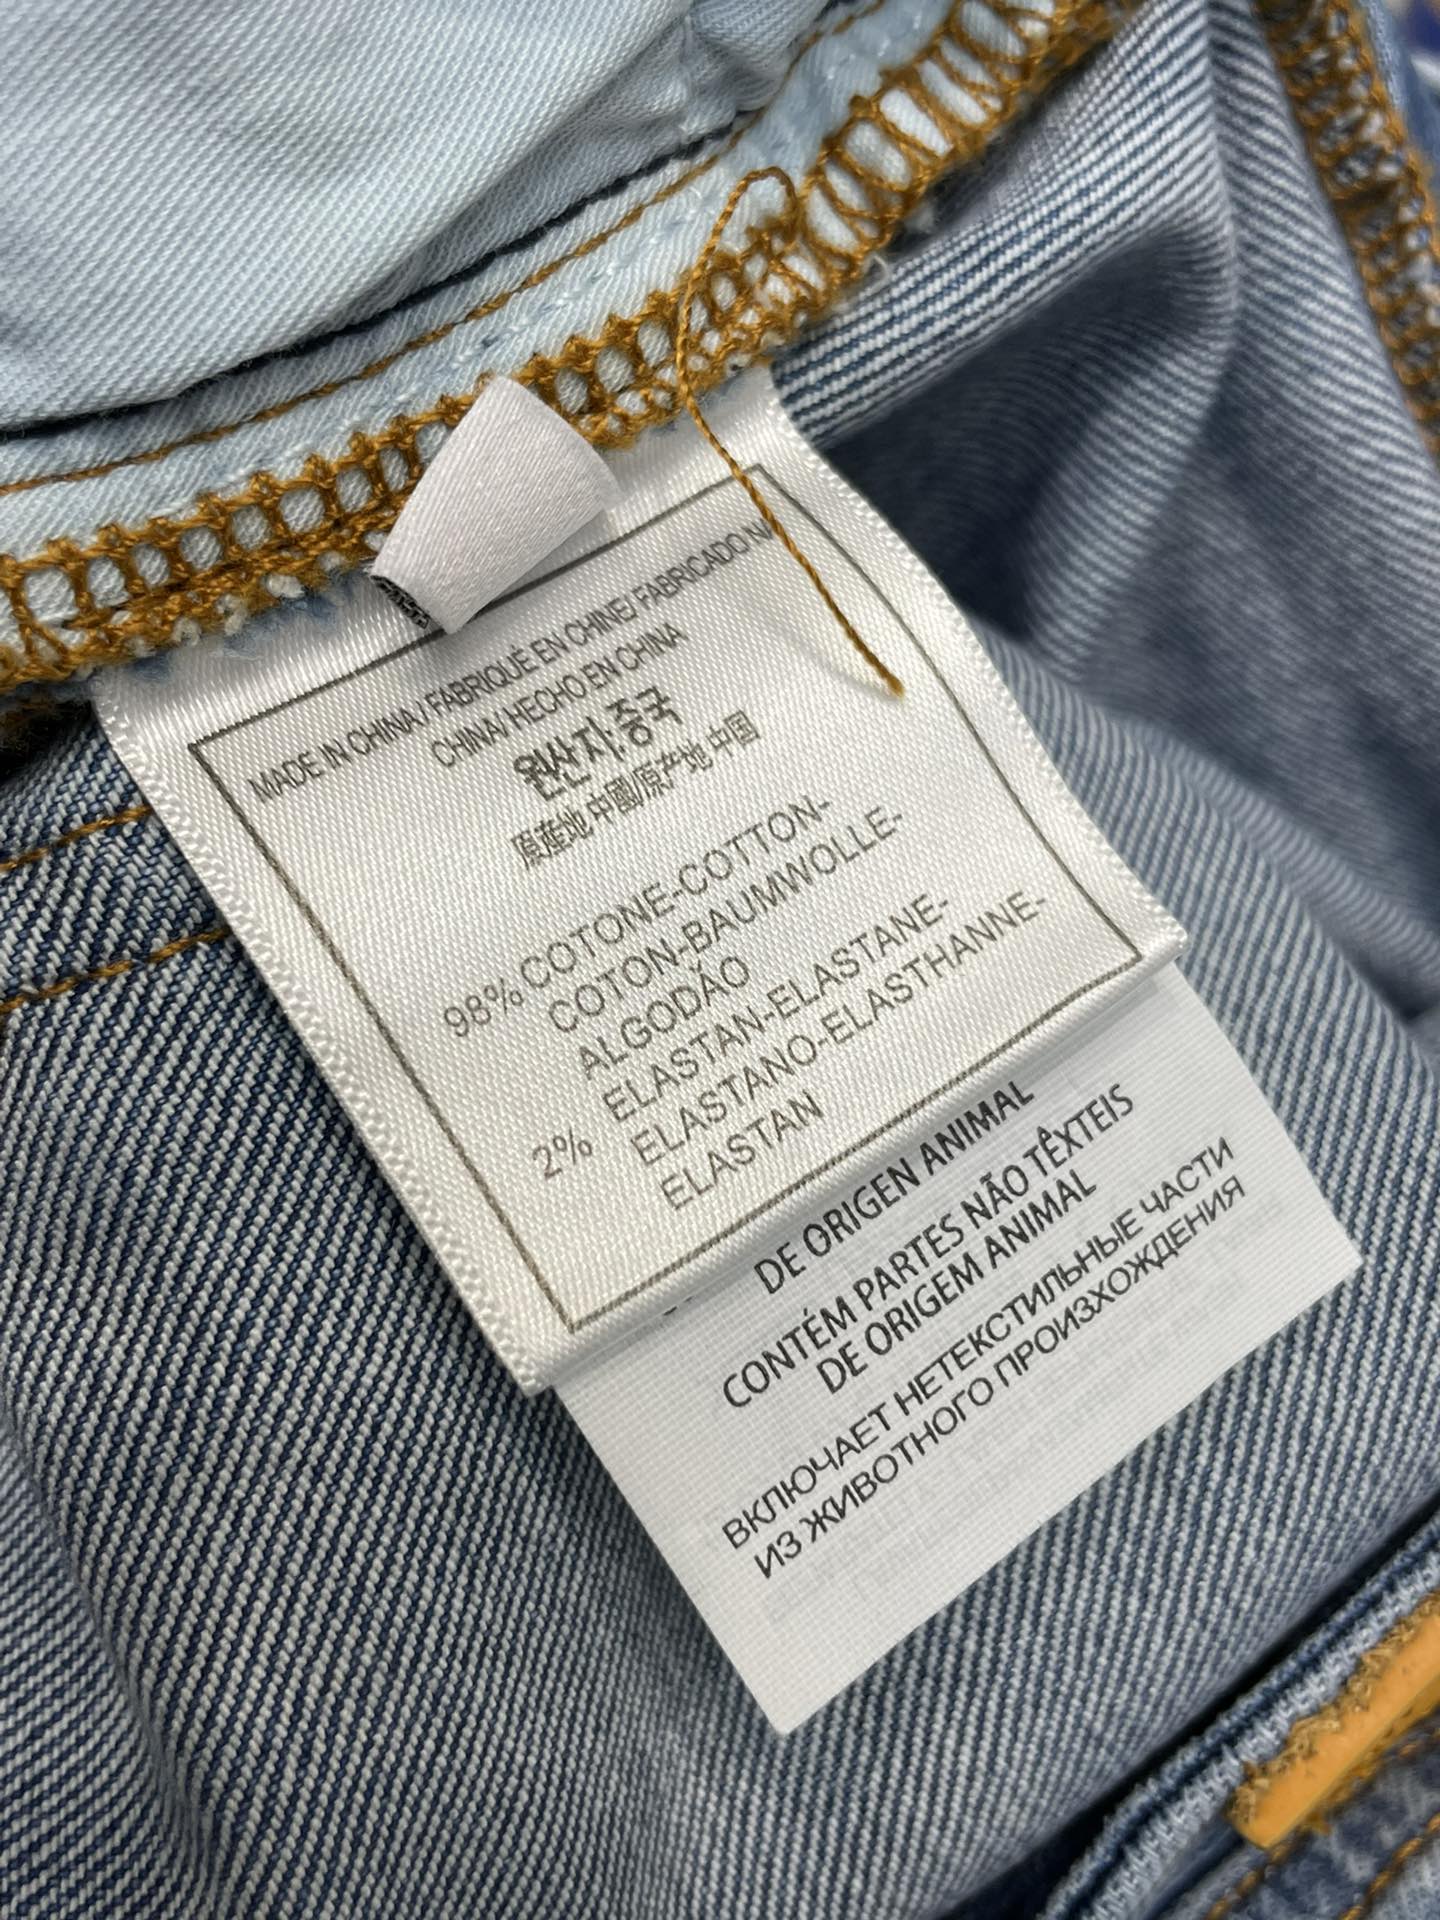 MADE IN CHINA/ FABRIQUÉ EN CHINE/ FABRICADO NA
CHINA/ HECHO EN CHINA
원산지:중국
原産地 中國/原产地 中国
98% COTONE-COTTON-
COTON-BAUMWOLLE-
ALGODÃO
ELASTAN-ELASTANE-
2% ELASTANO-ELASTHANNE-
ELASTAN
DE ORIGEN ANIMAL
CONTÉM PARTES NÃO TÊXTEIS
DE ORIGEM ANIMAL
ВКЛЮЧАЕТ НЕТЕКСТИЛЬНЫЕ ЧАСТИ
ИЗ ЖИВОТНОГО ПРОИЗХОЖДЕНИЯ